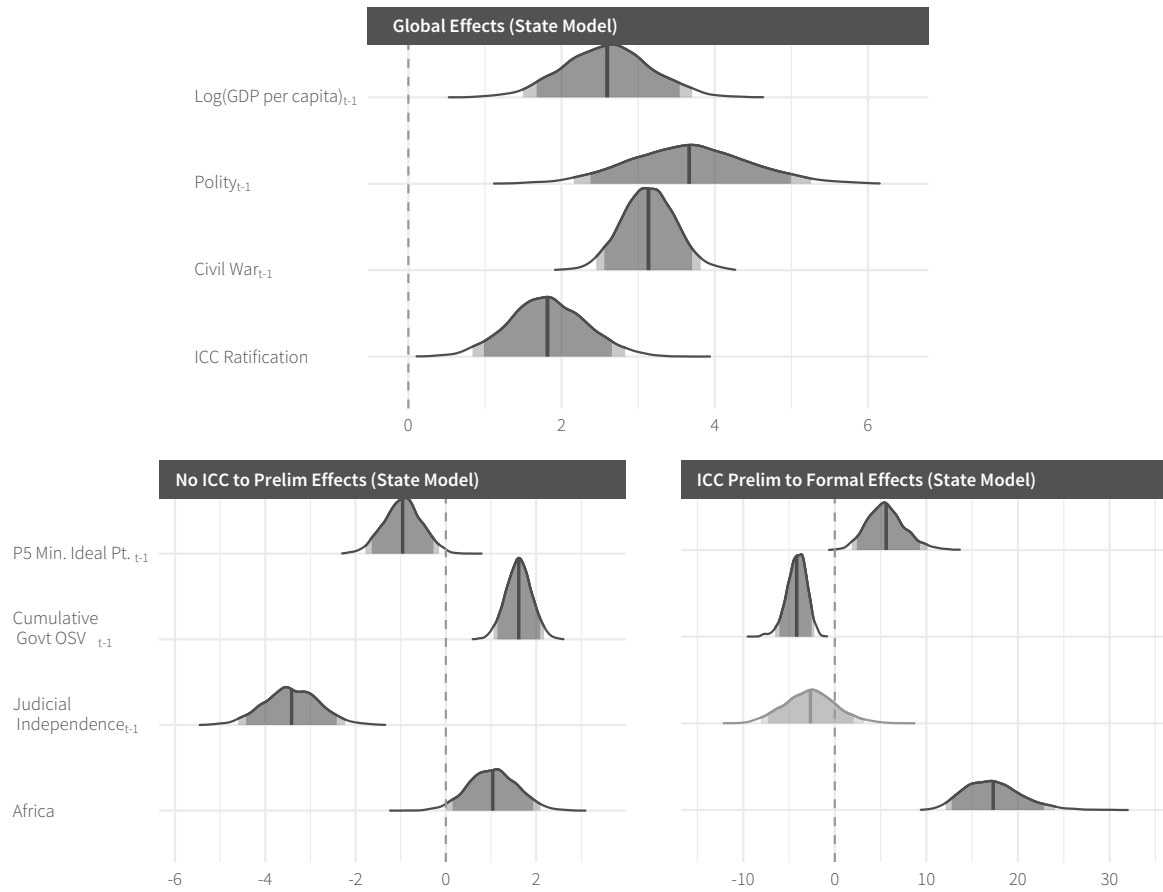 Global Effects (State Model)
Log(GDP per capita)t-1
Polityt-1
Civil Wart-1
ICC Ratification
0 2 4 6
No ICC to Prelim Effects (State Model)
ICC Prelim to Formal Effects (State Model)
P5 Min. Ideal Pt. t-1
Cumulative
Govt OSV t-1
Judicial
Independencet-1
Africa
-6 -4 -2 0 2
-10 0 10 20 30